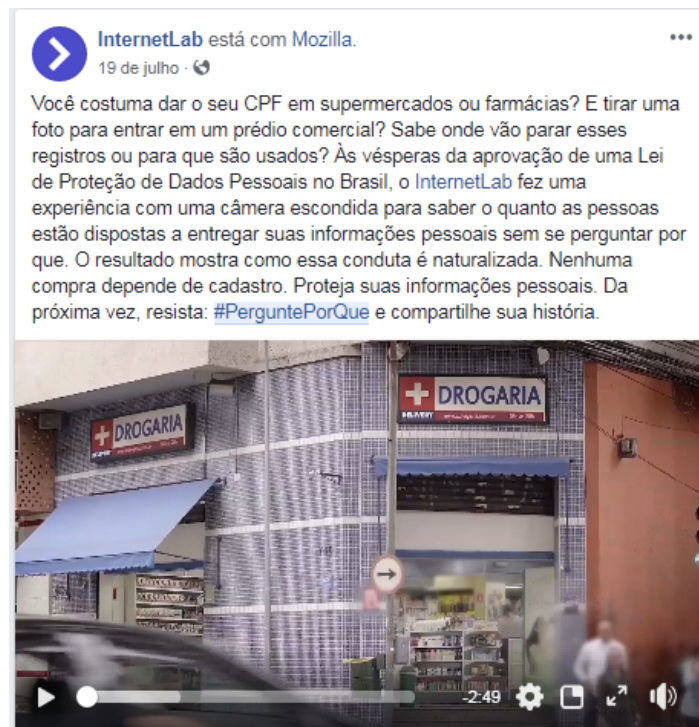 InternetLab está com Mozilla.
19 de julho ·
Você costuma dar o seu CPF em supermercados ou farmácias? E tirar uma
foto para entrar em um prédio comercial? Sabe onde vão parar esses
registros ou para que são usados? Às vésperas da aprovação de uma Lei
de Proteção de Dados Pessoais no Brasil, o InternetLab fez uma
experiência com uma câmera escondida para saber o quanto as pessoas
estão dispostas a entregar suas informações pessoais sem se perguntar por
que. O resultado mostra como essa conduta é naturalizada. Nenhuma
compra depende de cadastro. Proteja suas informações pessoais. Da
próxima vez, resista: #PerguntePorQue e compartilhe sua história.
DROGARIA
DROGARIA
DELIVERY
-2:49